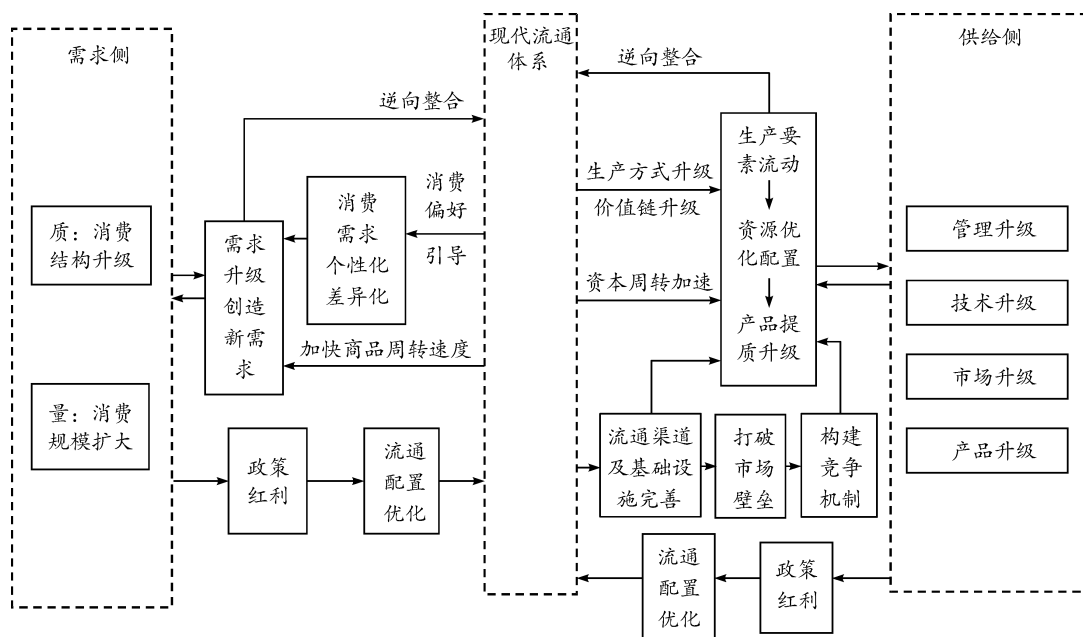 需求侧
质：消费
结构升级
量：消费
规模扩大
逆向整合
需求
升级
创造
新需
求
消费
需求
个性化
差异化
消费
偏好
引导
加快商品周转速度
政策
红利
流通
配置
优化
现代流通
体系
逆向整合
生产方式升级
价值链升级
资本周转加速
生产要
素流动
资源优
化配置
产品提
质升级
流通渠道
及基础设
施完善
打破
市场
壁垒
构建
竞争
机制
流通
配置
优化
政策
红利
供给侧
管理升级
技术升级
市场升级
产品升级